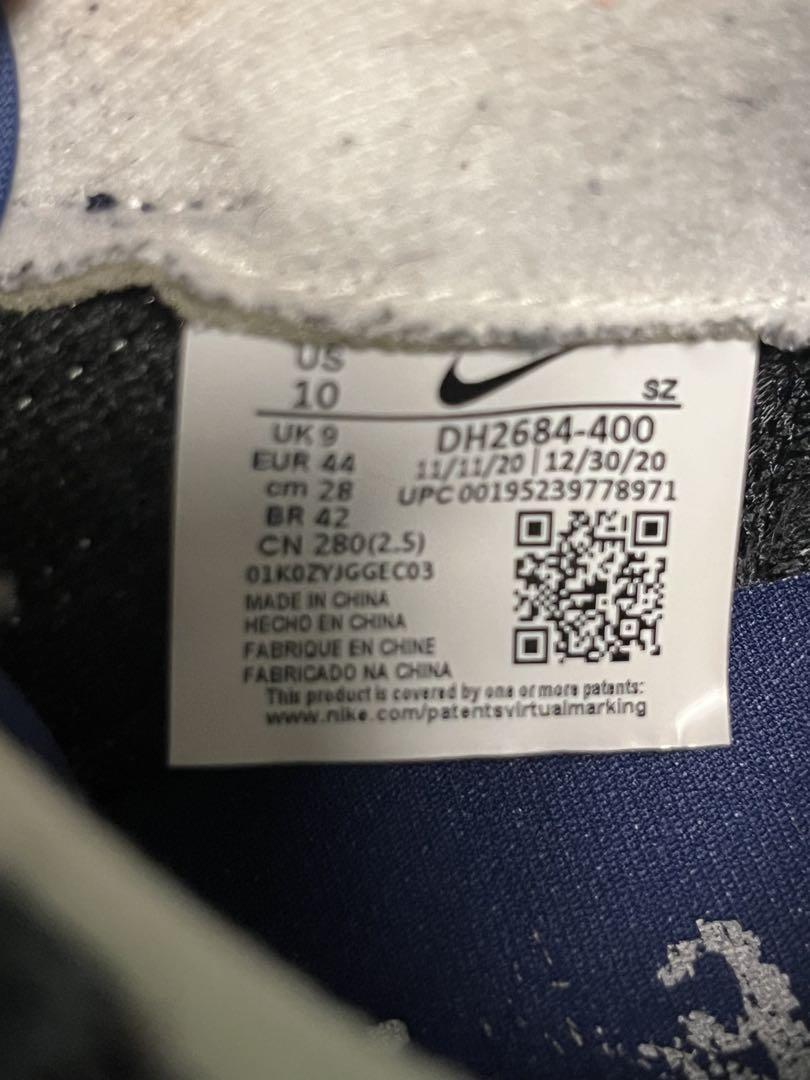 US
10
SZ
UK 9
DH2684-400
EUR 44
11/11/20 | 12/30/20
cm 28
UPC 00195239778971
BR 42
CN 280(2.5)
01K0ZYJGGEC03
MADE IN CHINA
HECHO EN CHINA
FABRIQUE EN CHINE
FABRICADO NA CHINA
This product is covered by one or more patents:
www.nike.com/patentsvirtualmarking